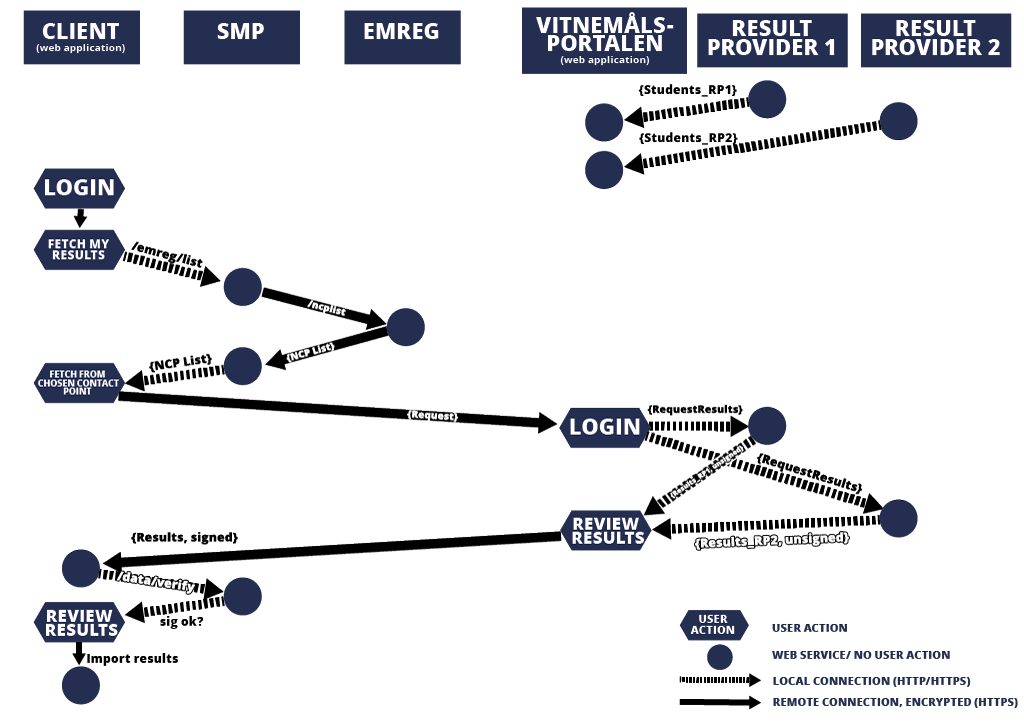 CLIENT
(web application)
SMP
EMREG
VITNEMÅLS-
PORTALEN
(web application)
RESULT
PROVIDER 1
RESULT
PROVIDER 2
{Students_RP1}
{Students_RP2}
LOGIN
FETCH MY
RESULTS
/emreg/list
/ncplist
{NCP List}
{NCP List}
FETCH FROM
CHOSEN CONTACT
POINT
{Request}
LOGIN
{RequestResults}
{RequestResults}
{Results_RP1, unsigned}
REVIEW
RESULTS
{Results_RP2, unsigned}
{Results, signed}
/data/verify
REVIEW
RESULTS
sig ok?
Import results
USER
ACTION
USER ACTION
WEB SERVICE/ NO USER ACTION
LOCAL CONNECTION (HTTP/HTTPS)
REMOTE CONNECTION, ENCRYPTED (HTTPS)